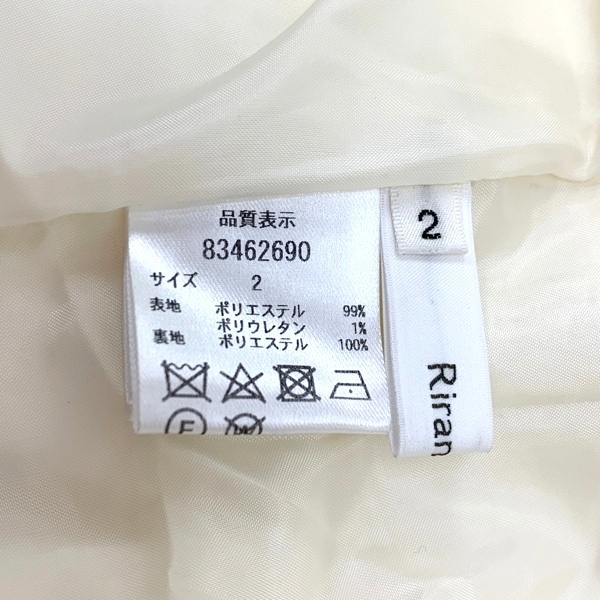 品質表示
83462690
サイズ 2
表地 ポリエステル 99%
ポリウレタン 1%
裏地 ポリエステル 100%
F
W
2
Riran